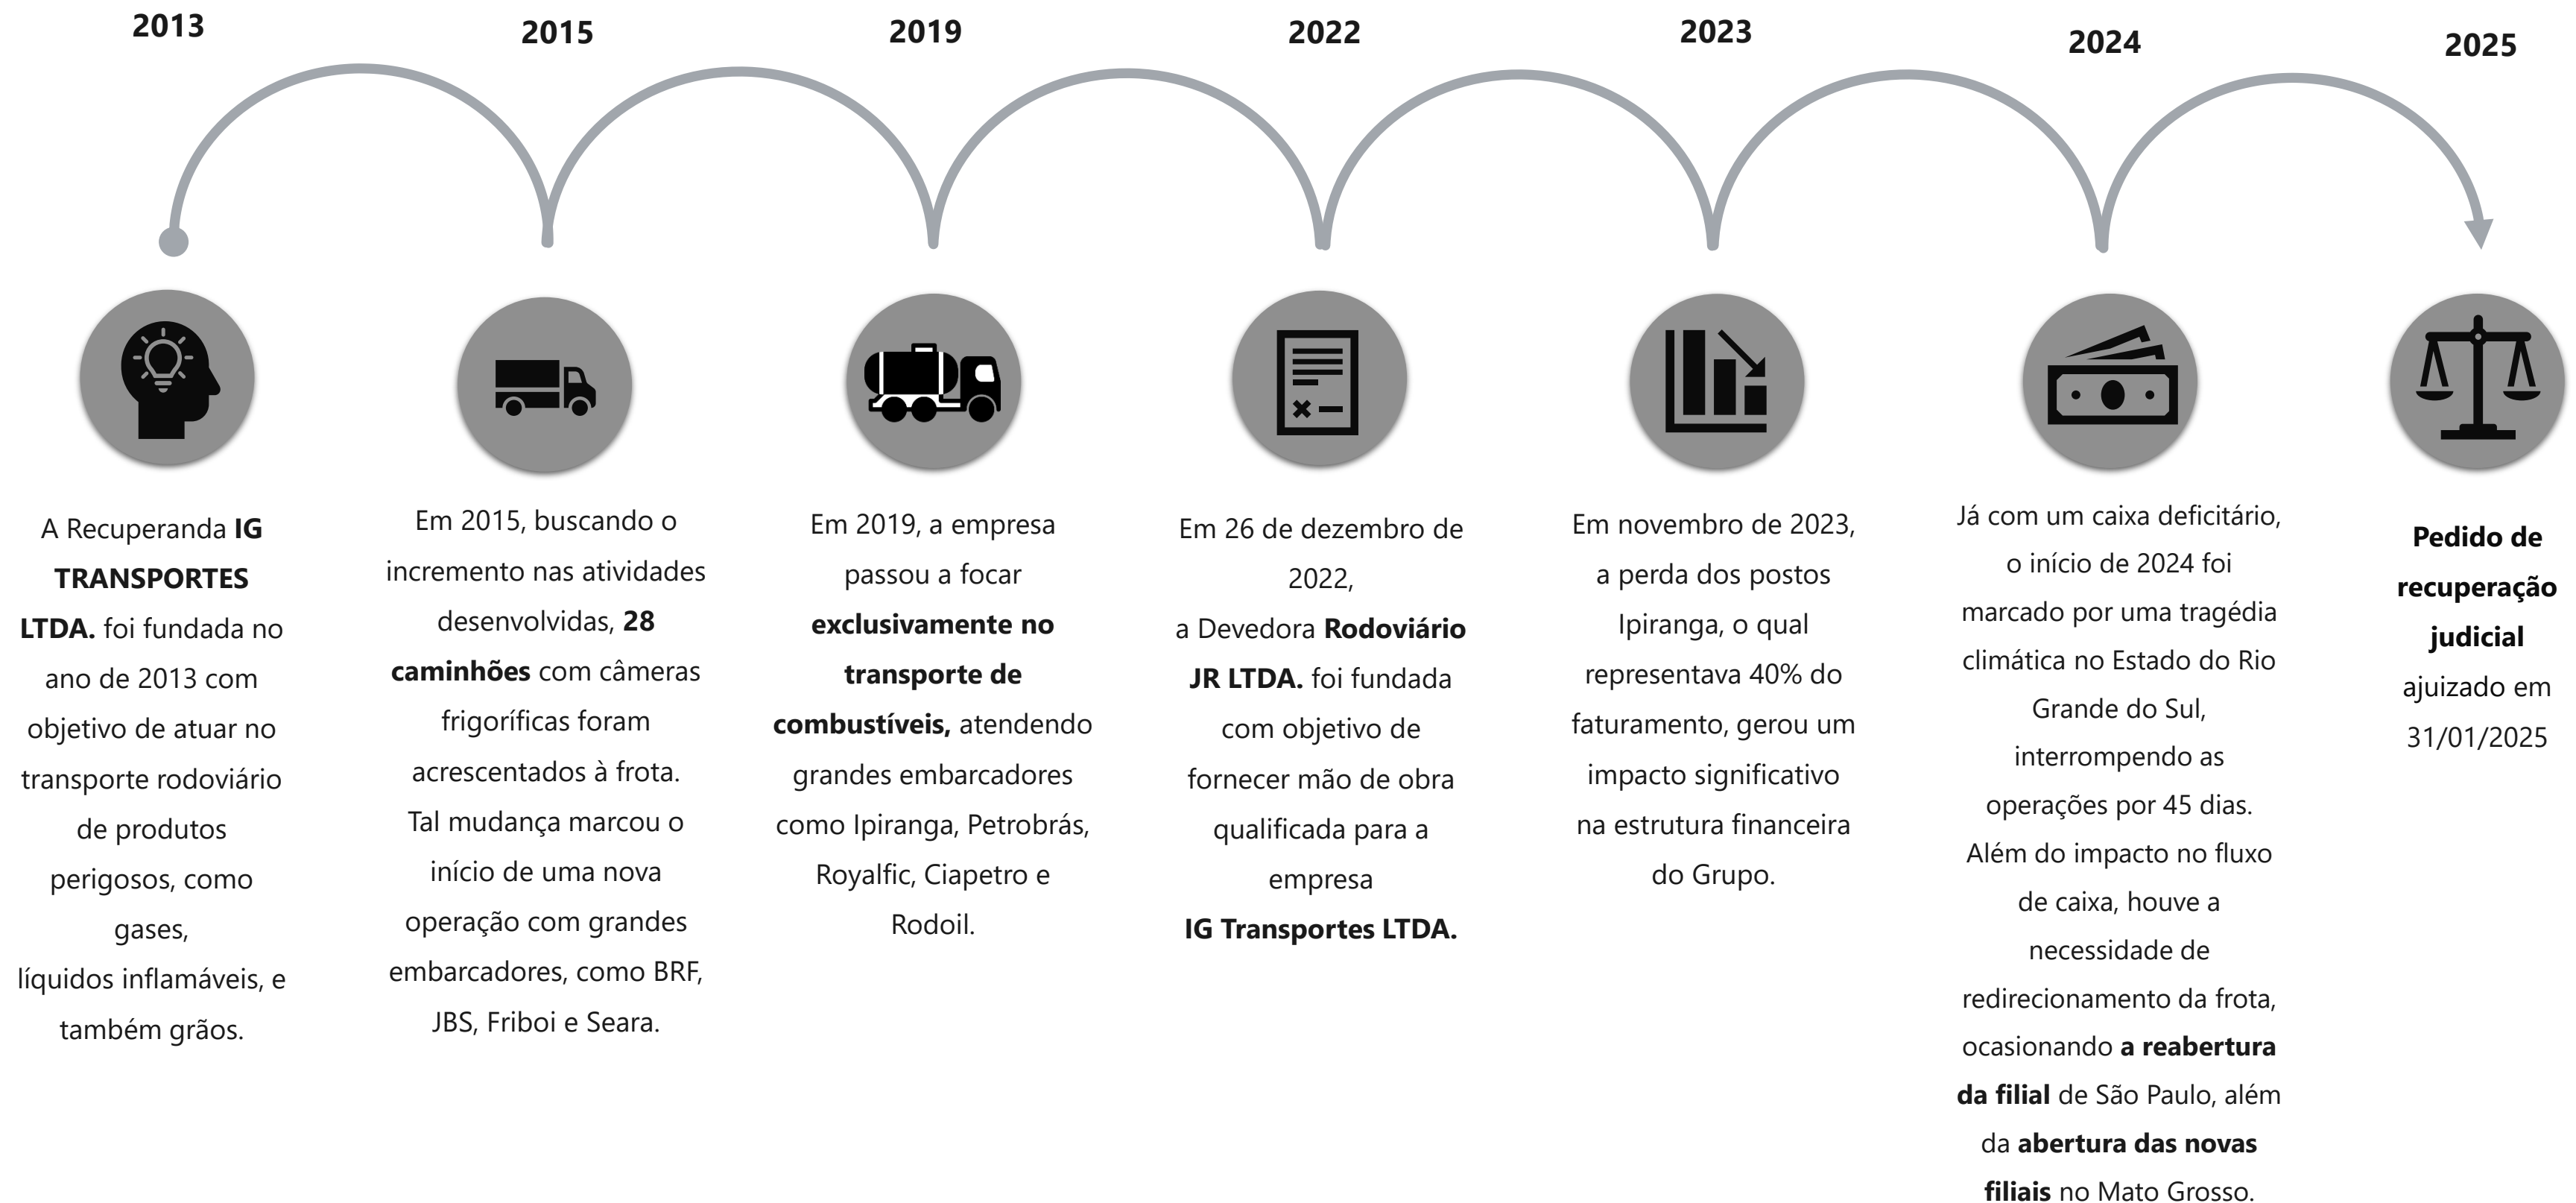 2013
2015
2019
2022
2023
2024
2025
A Recuperanda IG
TRANSPORTES
LTDA. foi fundada no
ano de 2013 com
objetivo de atuar no
transporte rodoviário
de produtos
perigosos, como
gases,
líquidos inflamáveis, e
também grãos.
Em 2015, buscando o
incremento nas atividades
desenvolvidas, 28
caminhões com câmeras
frigoríficas foram
acrescentados à frota.
Tal mudança marcou o
início de uma nova
operação com grandes
embarcadores, como BRF,
JBS, Friboi e Seara.
Em 2019, a empresa
passou a focar
exclusivamente no
transporte de
combustíveis, atendendo
grandes embarcadores
como Ipiranga, Petrobrás,
Royalfic, Ciapetro e
Rodoil.
Em 26 de dezembro de
2022,
a Devedora Rodoviário
JR LTDA. foi fundada
com objetivo de
fornecer mão de obra
qualificada para a
empresa
IG Transportes LTDA.
Em novembro de 2023,
a perda dos postos
Ipiranga, o qual
representava 40% do
faturamento, gerou um
impacto significativo
na estrutura financeira
do Grupo.
Já com um caixa deficitário,
o início de 2024 foi
marcado por uma tragédia
climática no Estado do Rio
Grande do Sul,
interrompendo as
operações por 45 dias.
Além do impacto no fluxo
de caixa, houve a
necessidade de
redirecionamento da frota,
ocasionando a reabertura
da filial de São Paulo, além
da abertura das novas
filiais no Mato Grosso.
Pedido de
recuperação
judicial
ajuizado em
31/01/2025